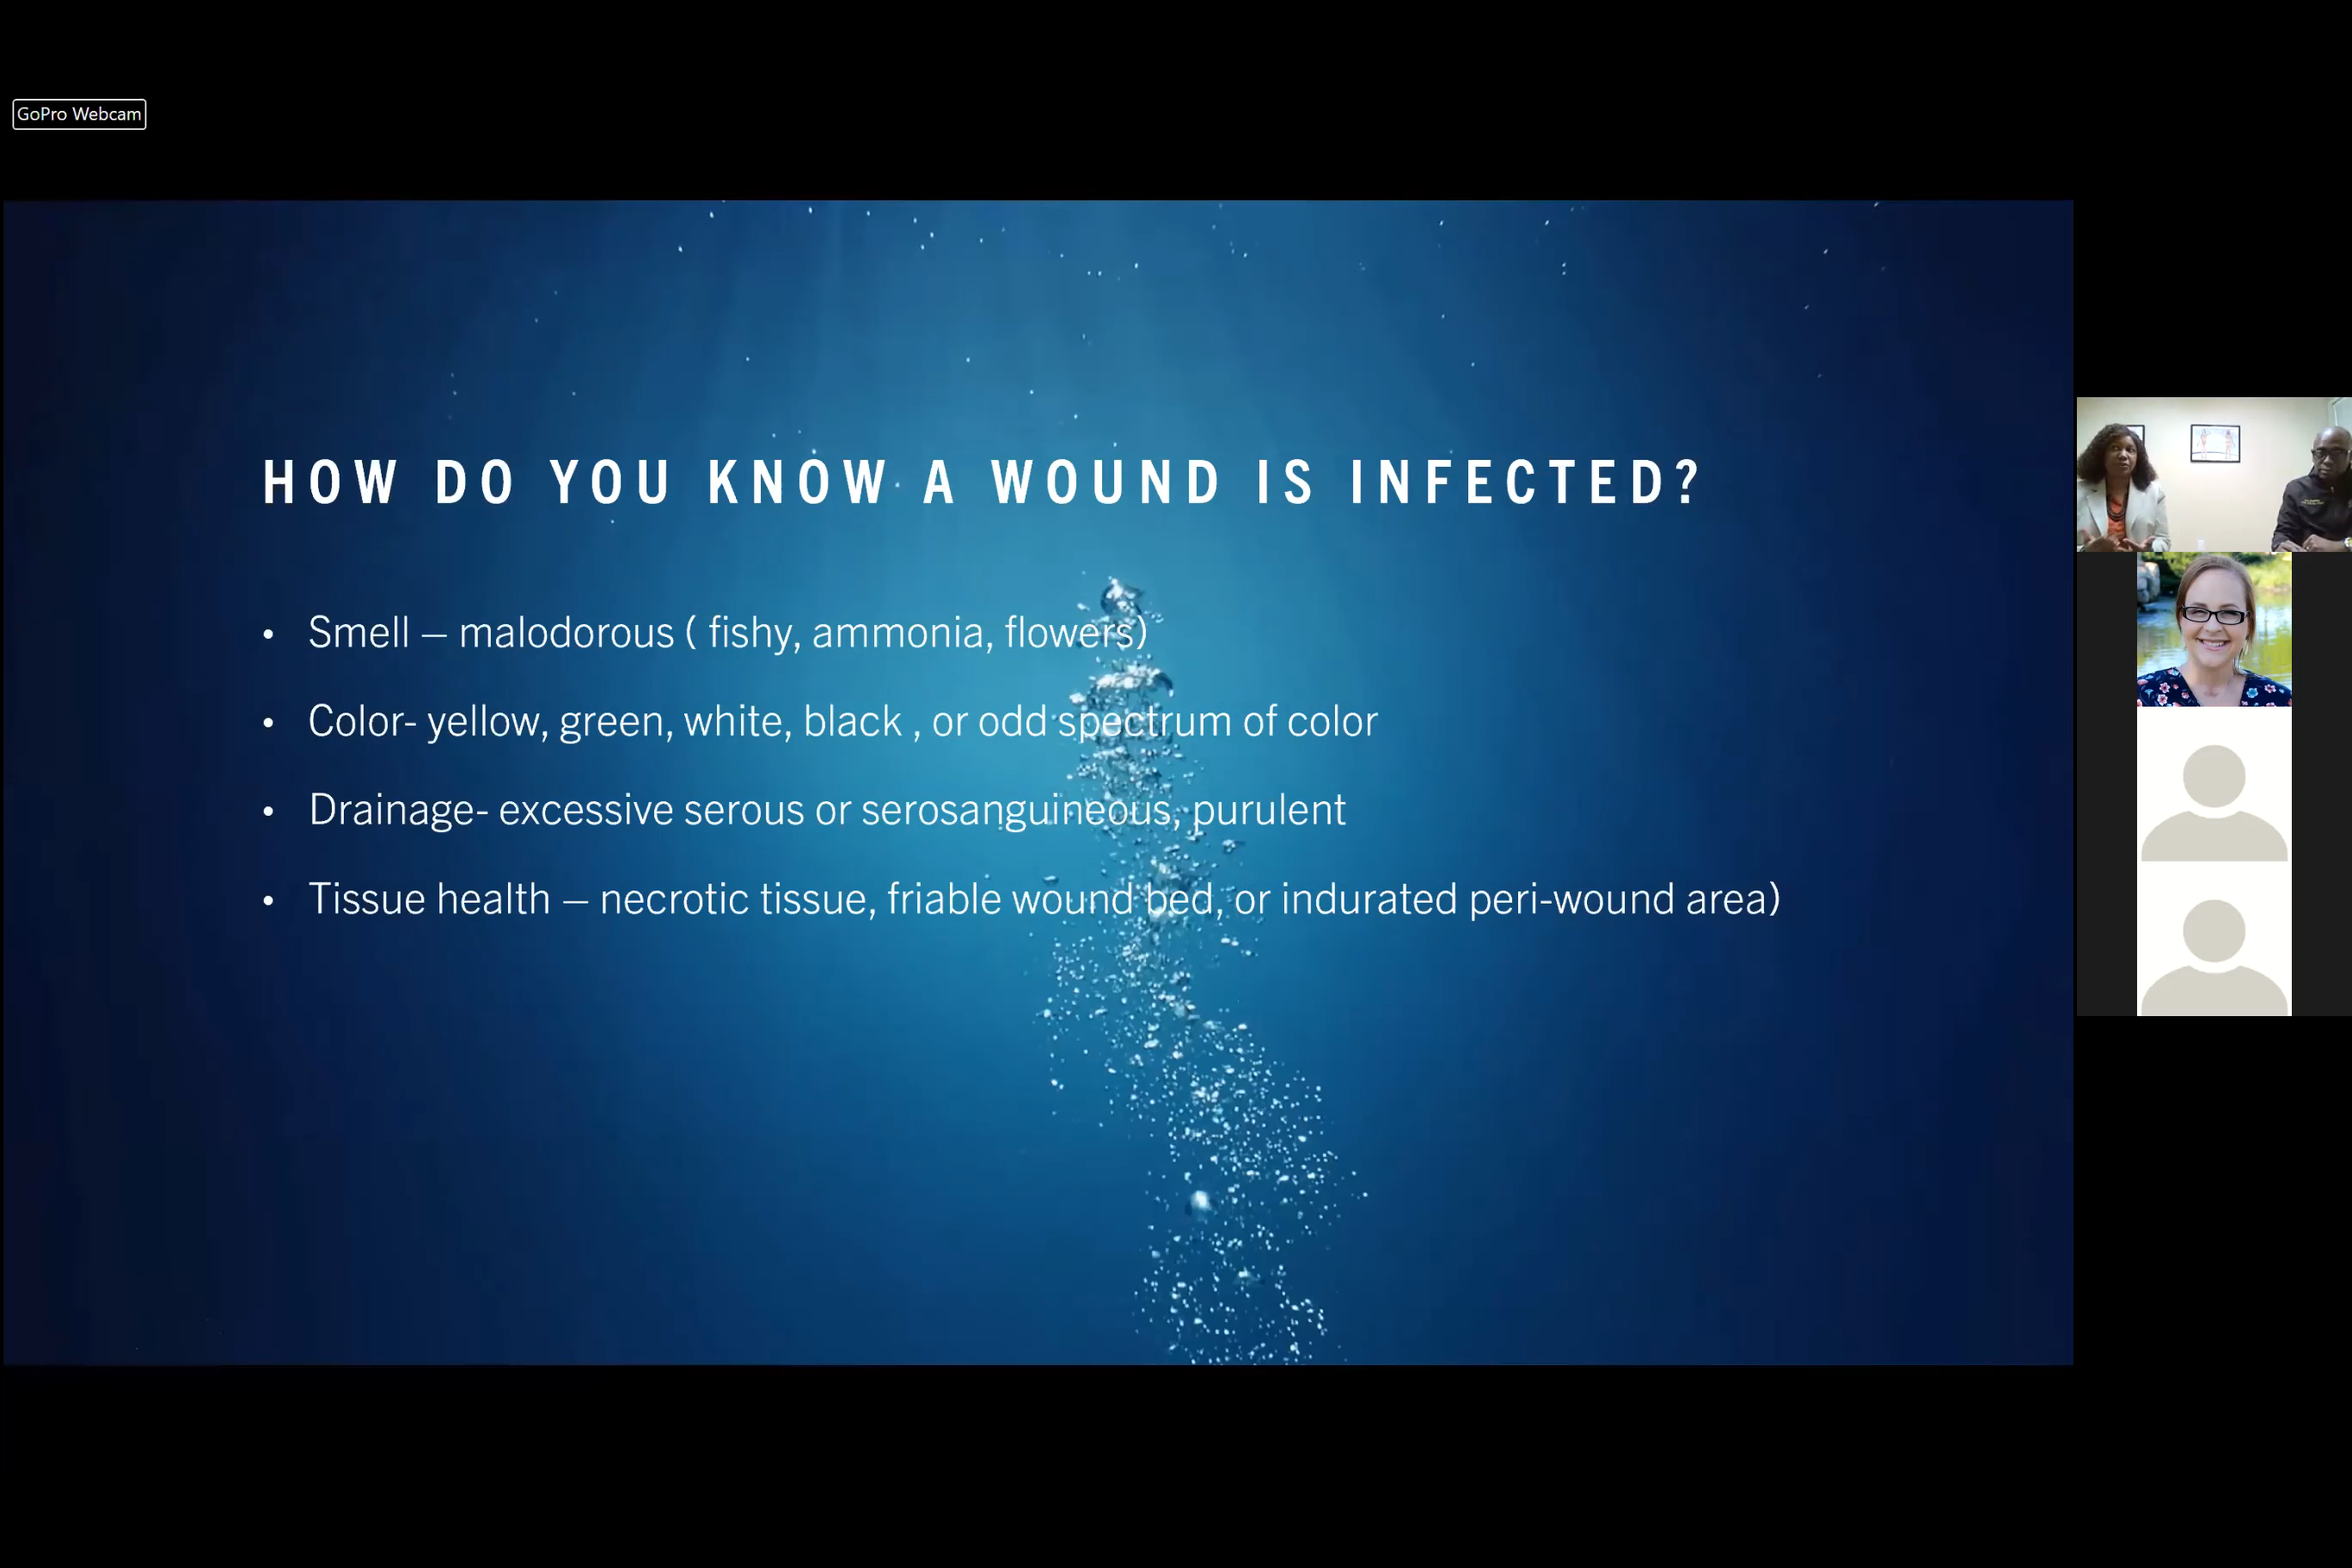 GoPro Webcam
HOW DO YOU KNOW A WOUND IS INFECTED?
• Smell – malodorous ( fishy, ammonia, flowers)
• Color- yellow, green, white, black , or odd spectrum of color
• Drainage- excessive serous or serosanguineous, purulent
• Tissue health – necrotic tissue, friable wound bed, or indurated peri-wound area)